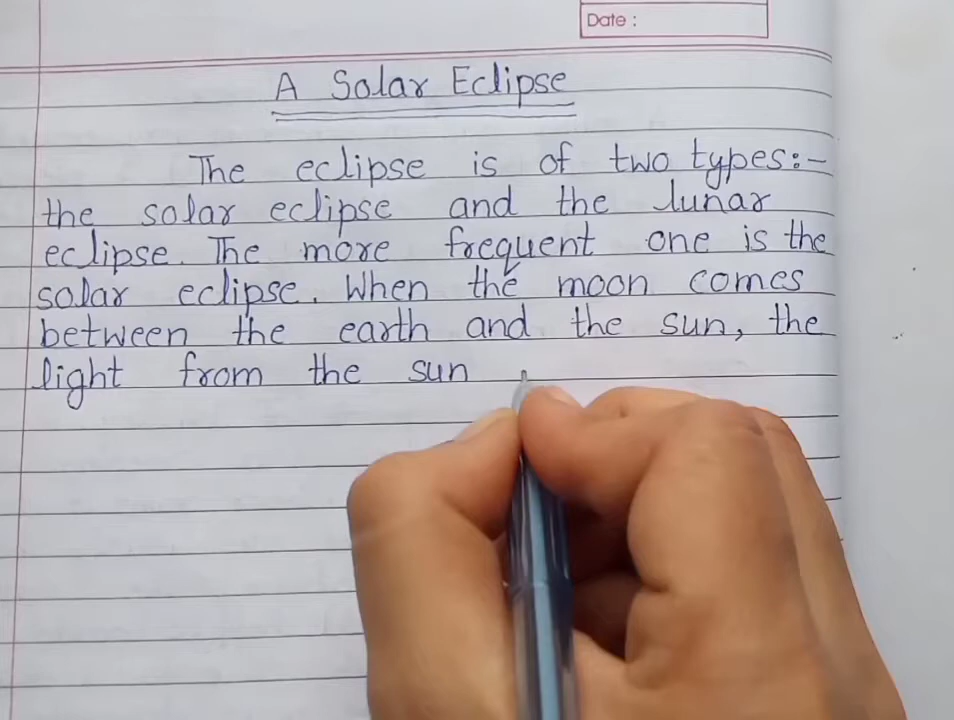 Date :
A Solar Eclipse
The eclipse is of two types:-
the solar eclipse and the lunar
eclipse. The more frequent one is the
solar eclipse. When the moon comes
between the earth and the sun, the
light from the sun